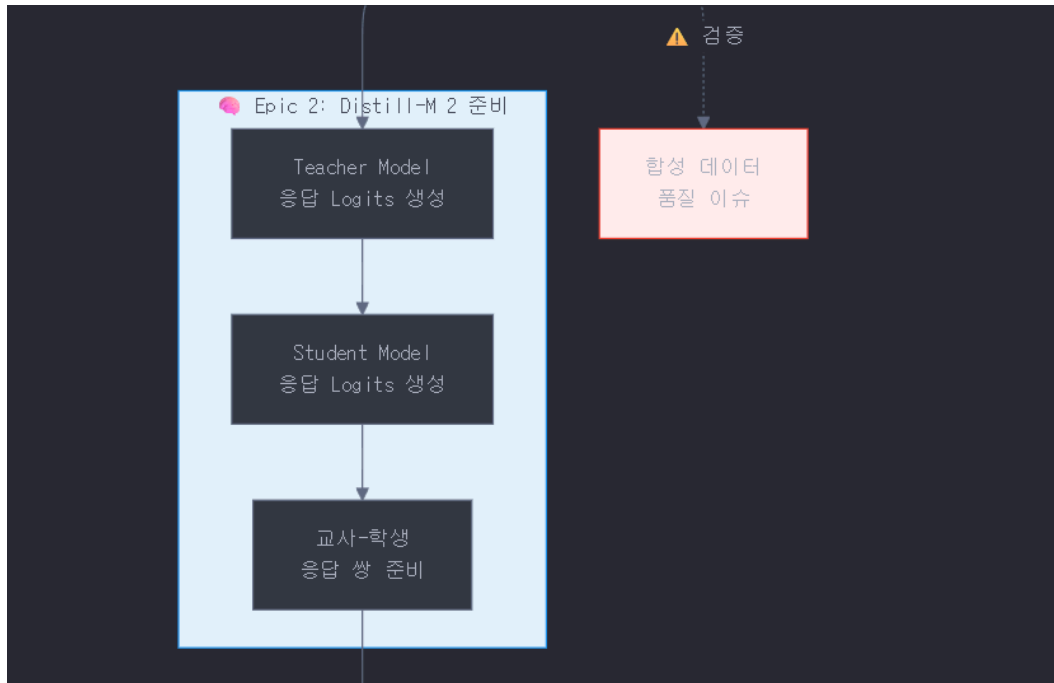 ⚠️ 검증
🧠 Epic 2: Distill-M 2 준비
Teacher Model
응답 Logits 생성
합성 데이터
품질 이슈
Student Model
응답 Logits 생성
교사-학생
응답 쌍 준비